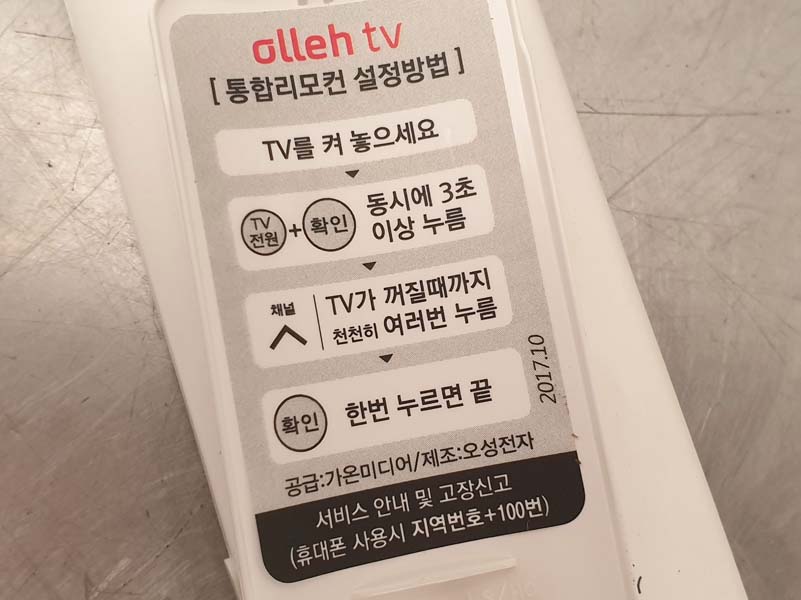 olleh tv
[ 통합리모컨 설정방법 ]
TV를 켜 놓으세요
TV
전원
+
확인
동시에 3초
이상 누름
채널
TV가 꺼질때까지
천천히 여러번 누름
확인
한번 누르면 끝
2017.10
공급:가온미디어/제조:오성전자
서비스 안내 및 고장신고
(휴대폰 사용시 지역번호+100번)